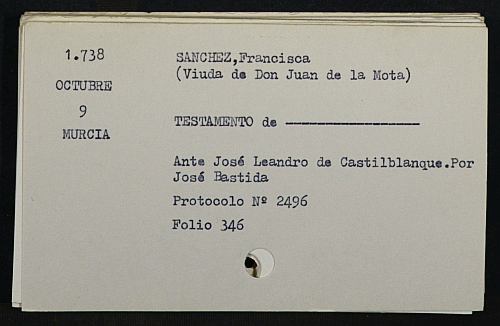 1.738
OCTUBRE
9
MURCIA
SANCHEZ,Francisca
(Viuda de Don Juan de la Mota)
TESTAMENTO de ------------------
Ante José Leandro de Castilblanque.Por
José Bastida
Protocolo Nº 2496
Folio 346